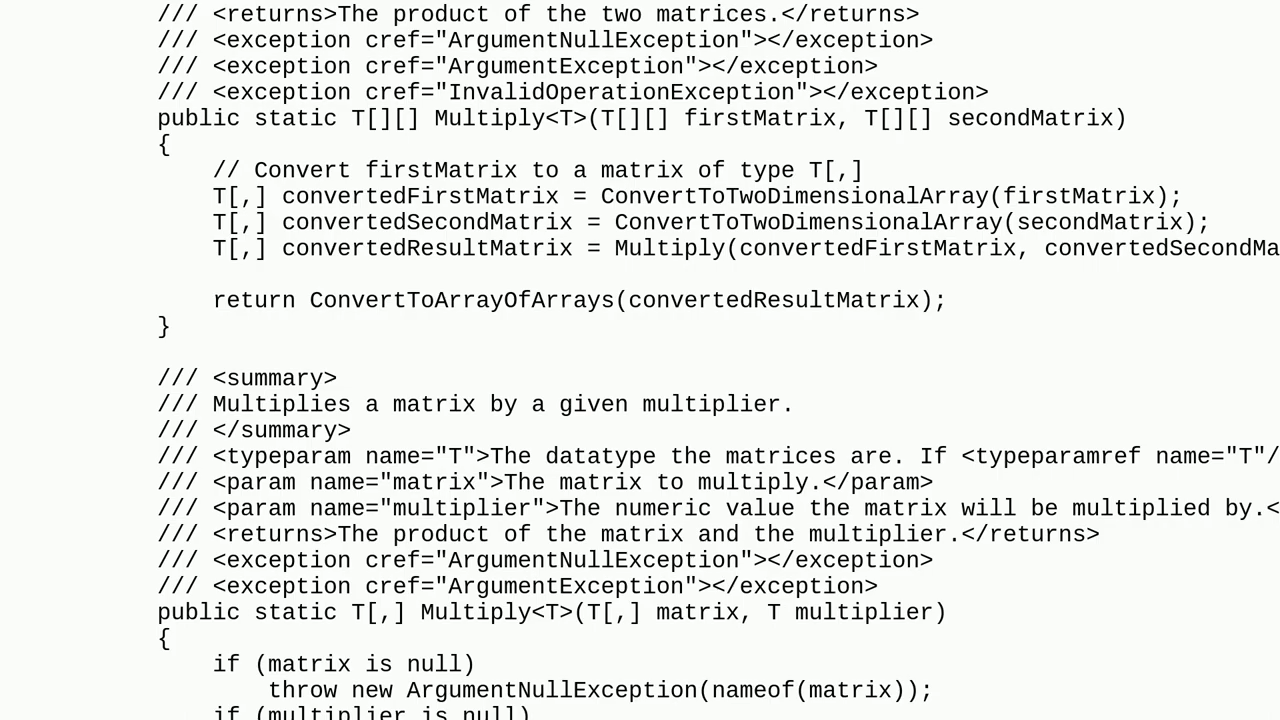 /// <returns>The product of the two matrices.</returns>
/// <exception cref="ArgumentNullException"></exception>
/// <exception cref="ArgumentException"></exception>
/// <exception cref="InvalidOperationException"></exception>
public static T[][] Multiply<T>(T[][] firstMatrix, T[][] secondMatrix)
{
// Convert firstMatrix to a matrix of type T[,]
T[,] convertedFirstMatrix = ConvertToTwoDimensionalArray(firstMatrix);
T[,] convertedSecondMatrix = ConvertToTwoDimensionalArray(secondMatrix);
T[,] convertedResultMatrix = Multiply(convertedFirstMatrix, convertedSecondMa
return ConvertToArrayOfArrays(convertedResultMatrix);
}
/// <summary>
/// Multiplies a matrix by a given multiplier.
/// </summary>
/// <typeparam name="T">The datatype the matrices are. If <typeparamref name="T"/
/// <param name="matrix">The matrix to multiply.</param>
/// <param name="multiplier">The numeric value the matrix will be multiplied by.<
/// <returns>The product of the matrix and the multiplier.</returns>
/// <exception cref="ArgumentNullException"></exception>
/// <exception cref="ArgumentException"></exception>
public static T[,] Multiply<T>(T[,] matrix, T multiplier)
{
if (matrix is null)
throw new ArgumentNullException(nameof(matrix));
if (multiplier is null)